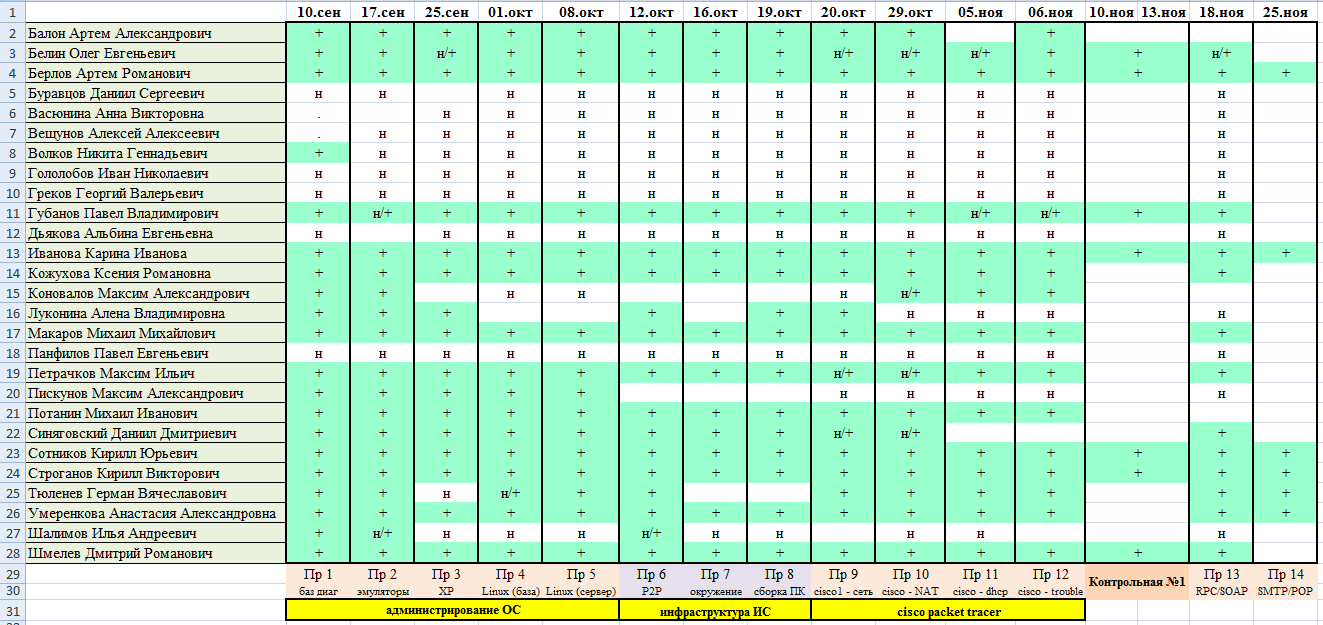 1 10.сен 17.сен 25.сен 01.окт 08.окт 12.окт 16.окт 19.окт 20.окт 29.окт 05.ноя 06.ноя 10.ноя 13.ноя 18.ноя 25.ноя
2 Балон Артем Александрович + + + + + + + + + + +
3 Белин Олег Евгеньевич + + н/+ + + + + + н/+ н/+ н/+ + + н/+
4 Берлов Артем Романович + + + + + + + + + + + + + + +
5 Буравцов Даниил Сергеевич н н н н н н н н н н н н
6 Васюнина Анна Викторовна . н н н н н н н н н н н
7 Вещунов Алексей Алексеевич . н н н н н н н н н н н н
8 Волков Никита Геннадьевич + н н н н н н н н н н н н
9 Гололобов Иван Николаевич н н н н н н н н н н н н н
10 Греков Георгий Валерьевич н н н н н н н н н н н н н
11 Губанов Павел Владимирович + н/+ + + + + + + + + н/+ н/+ + +
12 Дьякова Альбина Евгеньевна н н н н н н н н н н н н
13 Иванова Карина Иванова + + + + + + + + + + + + + + +
14 Кожухова Ксения Романовна + + + + + + + + + + + + +
15 Коновалов Максим Александрович + + н н н н/+ + +
16 Луконина Алена Владимировна + + + + + + н н н н
17 Макаров Михаил Михайлович + + + + + + + + + + + + +
18 Панфилов Павел Евгеньевич н н н н н н н н н н н н н
19 Петрачков Максим Ильич + + + + + + + + н/+ н/+ + + +
20 Пискунов Максим Александрович + + + + + н н н н н
21 Потанин Михаил Иванович + + + + + + + + + + + +
22 Синяговский Даниил Дмитриевич + + + + + + + + н/+ н/+ +
23 Сотников Кирилл Юрьевич + + + + + + + + + + + + + + +
24 Строганов Кирилл Викторович + + + + + + + + + + + + + + +
25 Тюленев Герман Вячеславович + + н н/+ + + + + + + + +
26 Умеренкова Анастасия Александровна + + + + + + + + + + + + + +
27 Шалимов Илья Андреевич + н/+ н н н н/+ н н н н н
28 Шмелев Дмитрий Романович + + + + + + + + + + + + + +
29 Пр 1 Пр 2 Пр 3 Пр 4 Пр 5 Пр 6 Пр 7 Пр 8 Пр 9 Пр 10 Пр 11 Пр 12 Контрольная №1 Пр 13 Пр 14
30 баз диаг эмуляторы XP Linux (база) Linux (сервер) P2P окружение сборка ПК cisco1 - сеть cisco - NAT cisco - dhcp cisco - trouble RPC/SOAP SMTP/POP
31 администрирование ОС инфраструктура ИС cisco packet tracer